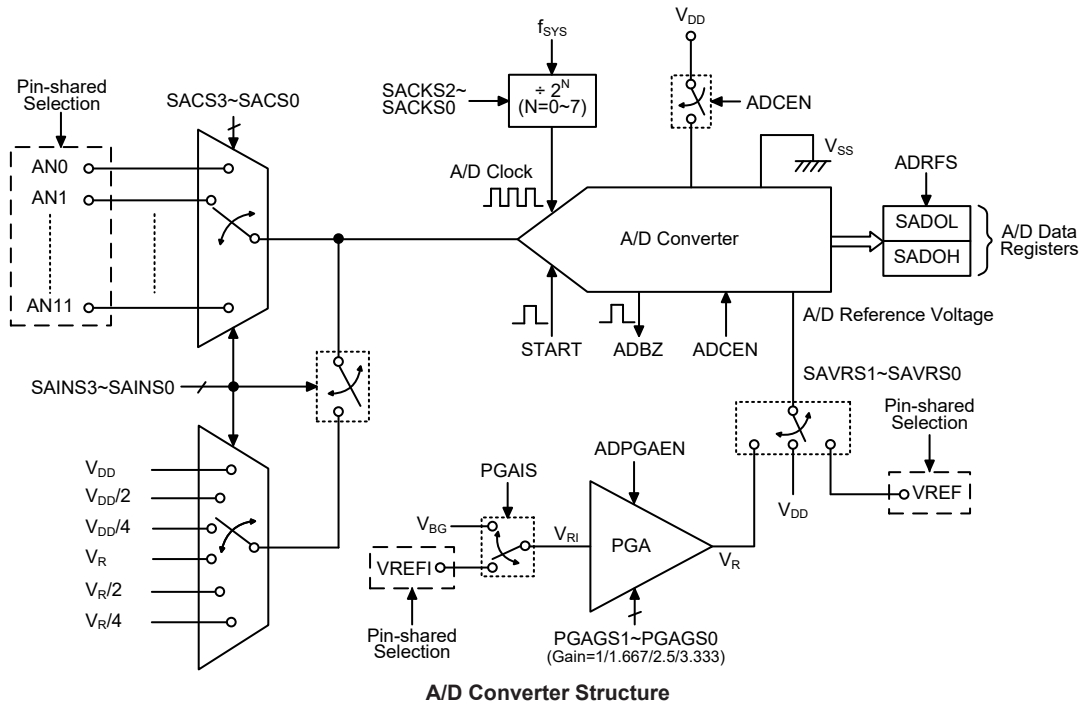 f_SYS
V_DD
Pin-shared
Selection
SACS3~SACS0
SACKS2~
SACKS0
÷ 2^N
(N=0~7)
ADCEN
AN0
AN1
AN11
A/D Clock
V_SS
ADRFS
A/D Converter
SADOL
SADOH
A/D Data
Registers
START
ADBZ
ADCEN
A/D Reference Voltage
SAINS3~SAINS0
SAVRS1~SAVRS0
Pin-shared
Selection
VREF
V_DD
V_DD
V_DD/2
V_DD/4
V_R
V_R/2
V_R/4
PGAIS
ADPGAEN
V_BG
VREFI
V_RI
PGA
V_R
Pin-shared
Selection
PGAGS1~PGAGS0
(Gain=1/1.667/2.5/3.333)
A/D Converter Structure